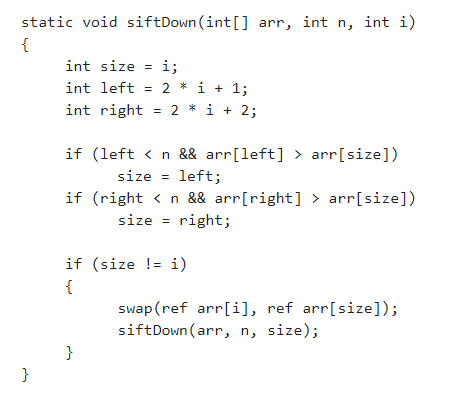 static void siftDown(int[] arr, int n, int i)
{
int size = i;
int left = 2 * i + 1;
int right = 2 * i + 2;
if (left < n && arr[left] > arr[size])
size = left;
if (right < n && arr[right] > arr[size])
size = right;
if (size != i)
{
swap(ref arr[i], ref arr[size]);
siftDown(arr, n, size);
}
}